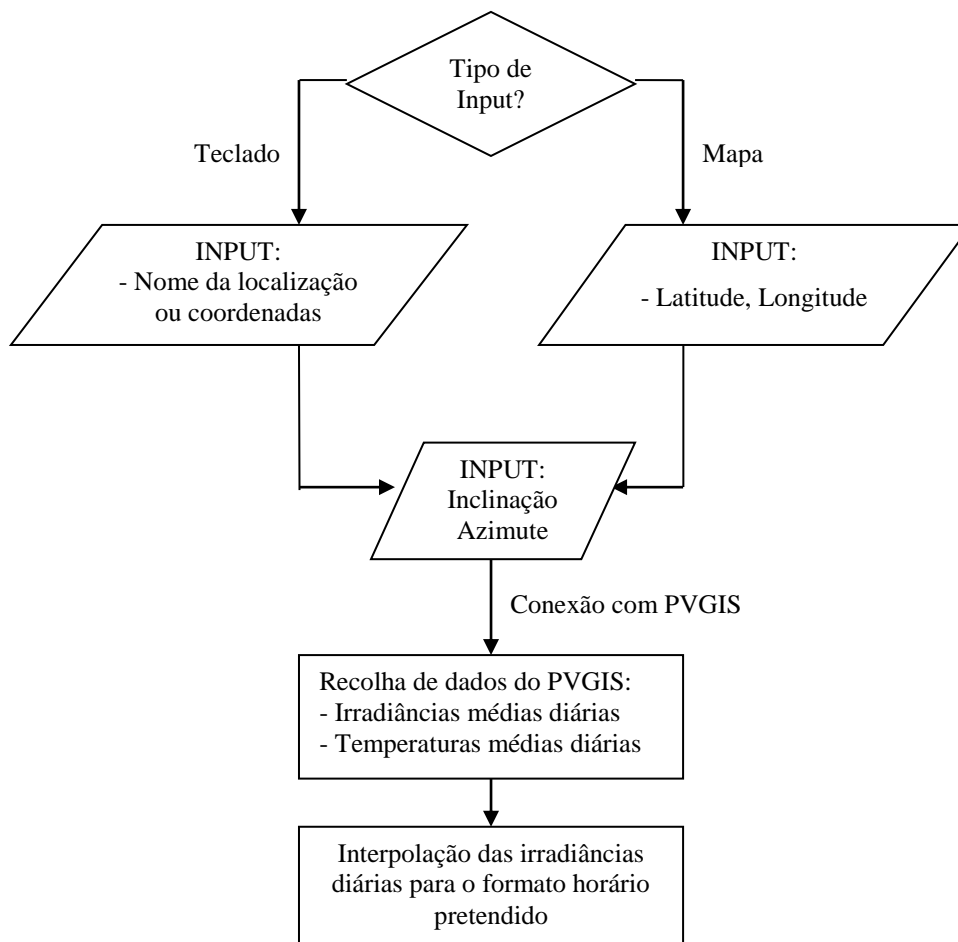 Tipo de
Input?
Teclado
Mapa
INPUT:
- Nome da localização
ou coordenadas
INPUT:
- Latitude, Longitude
INPUT:
Inclinação
Azimute
Conexão com PVGIS
Recolha de dados do PVGIS:
- Irradiâncias médias diárias
- Temperaturas médias diárias
Interpolação das irradiâncias
diárias para o formato horário
pretendido